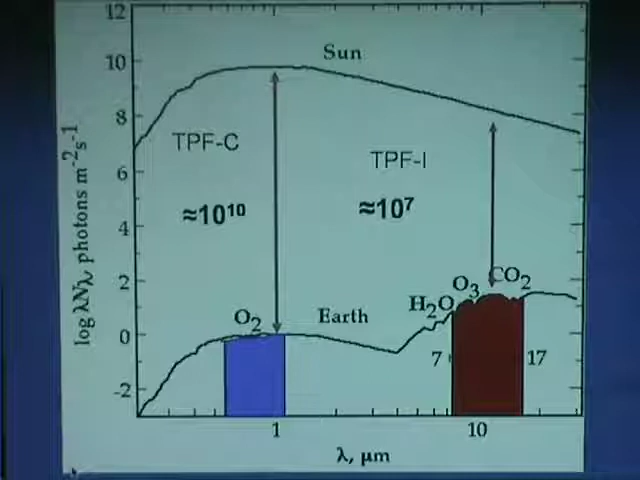 12
10
8
6
4
2
0
-2
log λNλ photons m⁻²s⁻¹
Sun
TPF-C
TPF-I
≈10¹⁰
≈10⁷
O₂
Earth
H₂O
O₃
CO₂
7
17
1
10
λ, μm